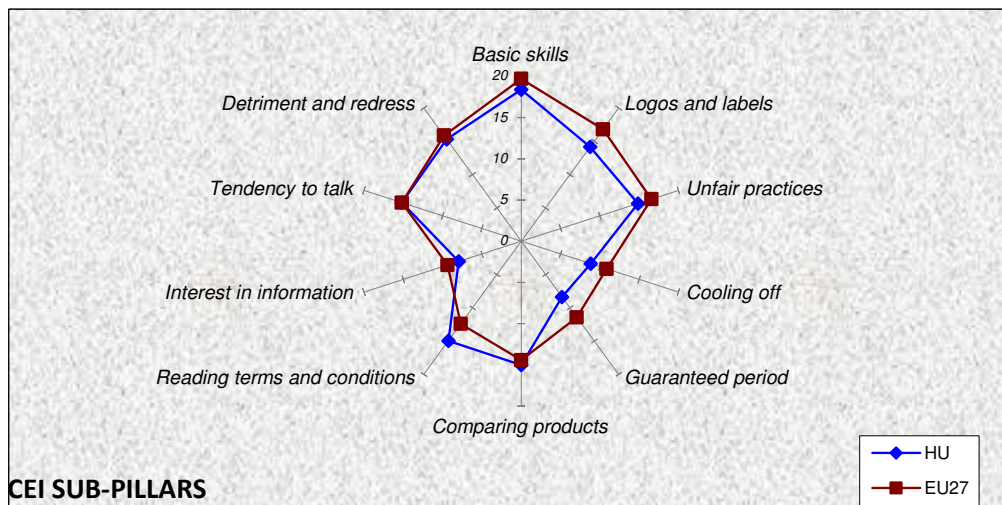 Basic skills
20
Detriment and redress
Logos and labels
15
10
Tendency to talk
Unfair practices
5
0
Interest in information
Cooling off
Reading terms and conditions
Guaranteed period
Comparing products
HU
EU27
CEI SUB-PILLARS